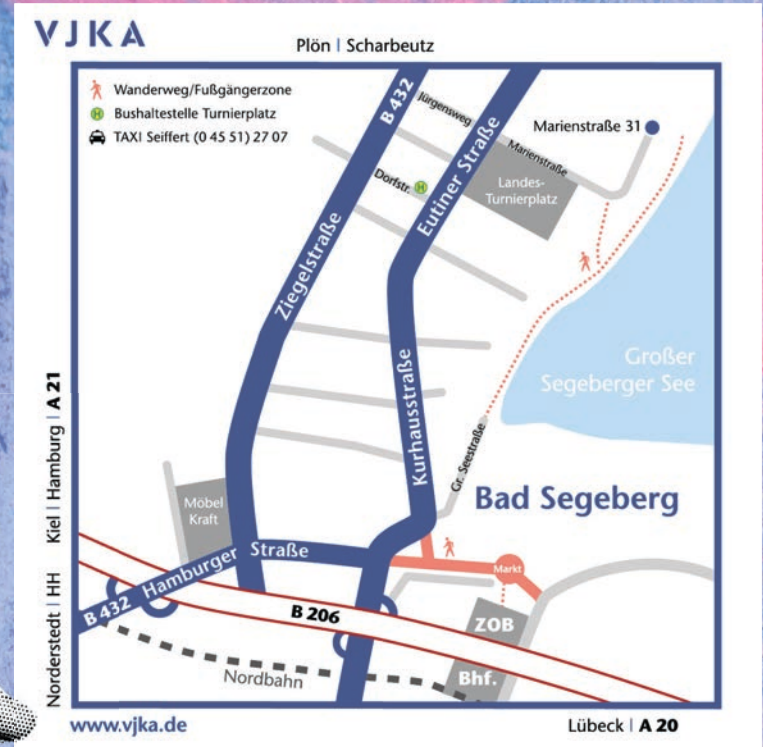 VJKA
Plön | Scharbeutz
Wanderweg/Fußgängerzone
H Bushaltestelle Turnierplatz
TAXI Seiffert (0 45 51) 27 07
B 432
Jürgensweg
Eutiner Straße
Marienstraße
Marienstraße 31
Landes-
Turnierplatz
Dorfstr. H
Ziegelstraße
Großer
Segeberger See
Kurhausstraße
Gr. Seestraße
Bad Segeberg
Norderstedt | HH Kiel | Hamburg | A 21
Möbel
Kraft
B 432 Hamburger Straße
Markt
B 206
ZOB
Bhf.
Nordbahn
www.vjka.de
Lübeck | A 20